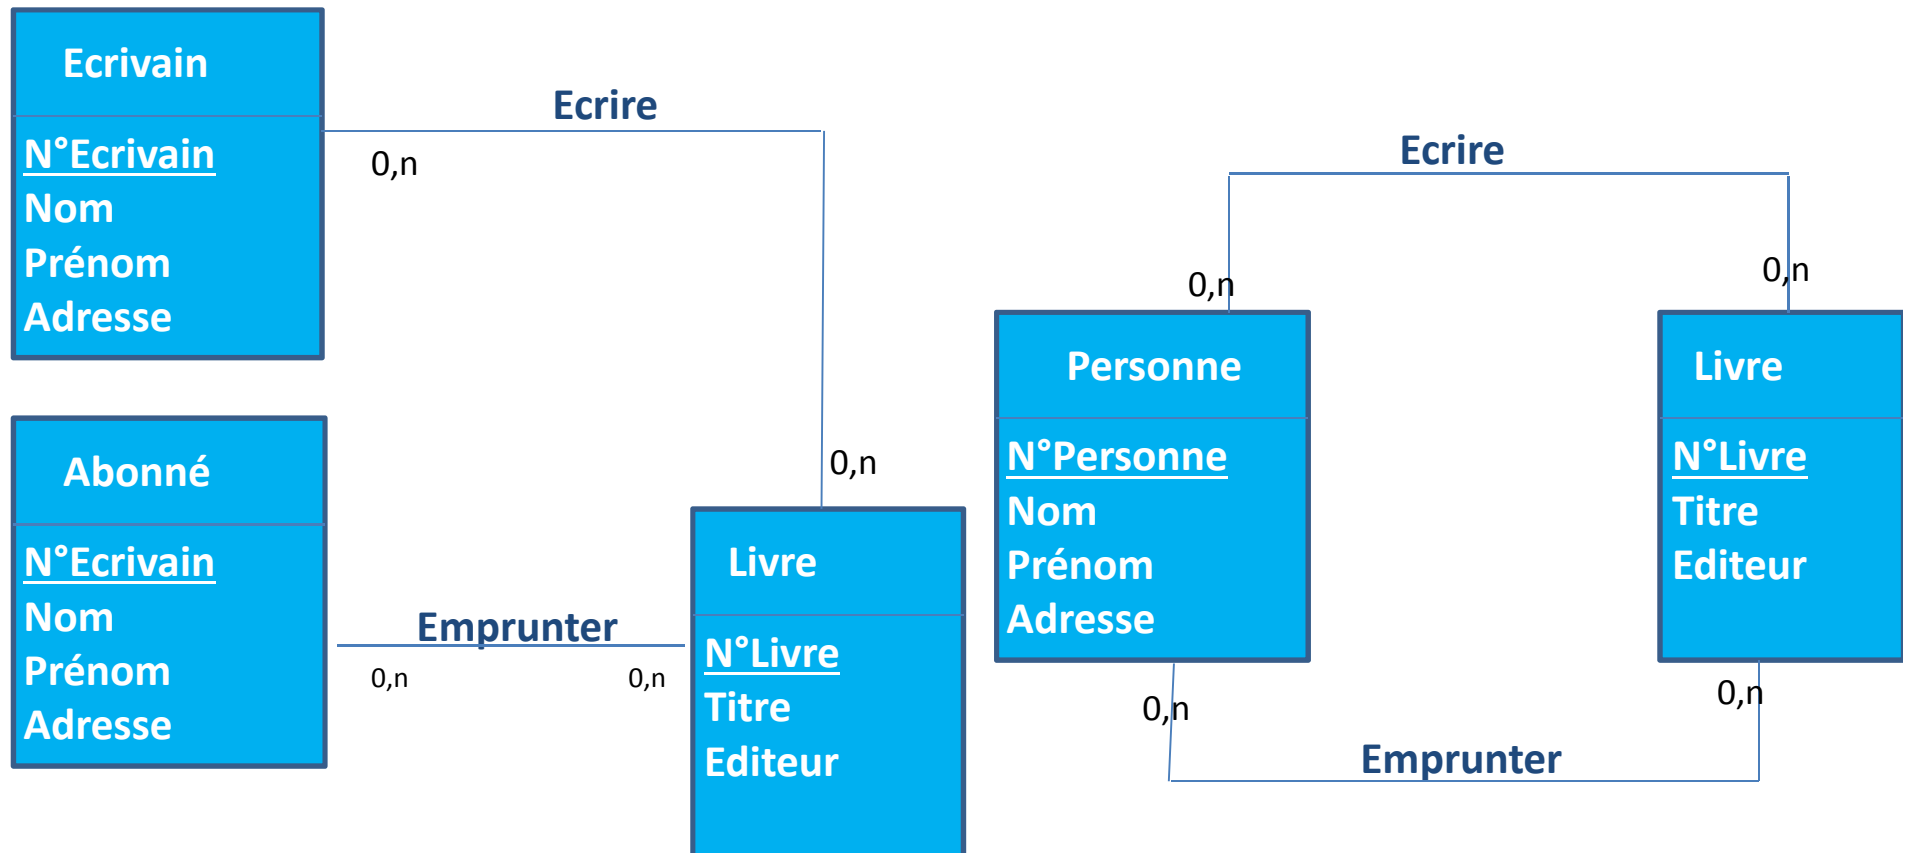 Ecrivain
N°Ecrivain
Nom
Prénom
Adresse
Ecrire
0,n
0,n
Abonné
N°Ecrivain
Nom
Prénom
Adresse
Emprunter
0,n
0,n
Livre
N°Livre
Titre
Editeur
Ecrire
0,n
0,n
Personne
N°Personne
Nom
Prénom
Adresse
Livre
N°Livre
Titre
Editeur
0,n
0,n
Emprunter